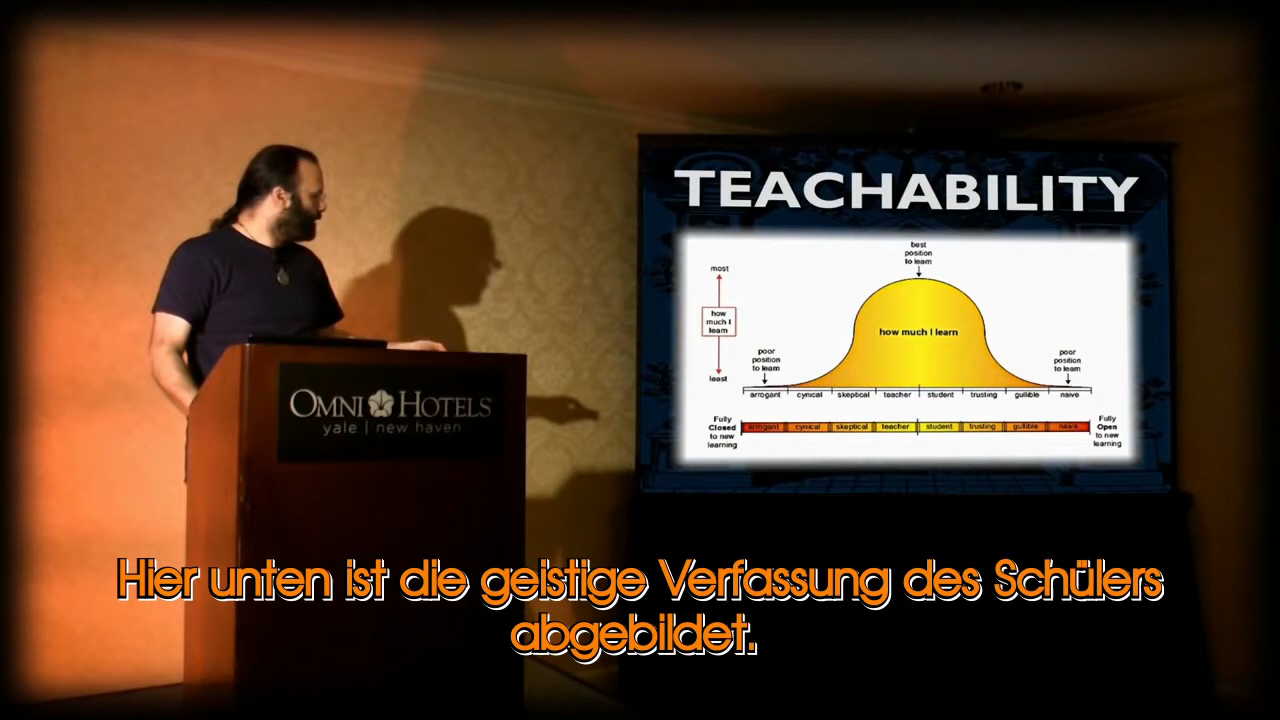 TEACHABILITY
best
position
to learn
most
how
much I
learn
least
how much I learn
poor
position
to learn
poor
position
to learn
arrogant cynical skeptical teacher student trusting gullible naive
Fully
Closed
to new
learning
arrogant cynical skeptical teacher student trusting gullible naive
Fully
Open
to new
learning
OMNI HOTELS
yale | new haven
Hier unten ist die geistige Verfassung des Schülers
abgebildet.